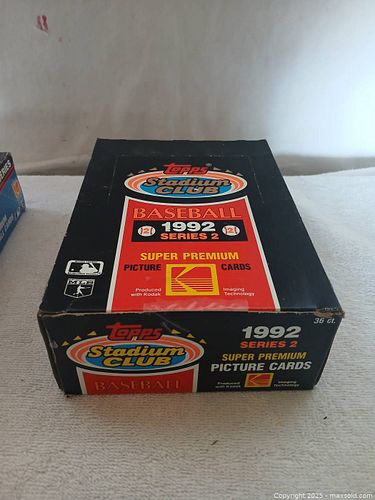 Topps
Stadium
CLUB
BASEBALL
1992
SERIES 2
SUPER PREMIUM
PICTURE CARDS
Produced with Kodak
Imaging Technology
36 ct.
Topps
Stadium
CLUB
BASEBALL
1992
SERIES 2
SUPER PREMIUM
PICTURE CARDS
Produced with Kodak
Imaging Technology
Copyright © 2025 - maxsold.com